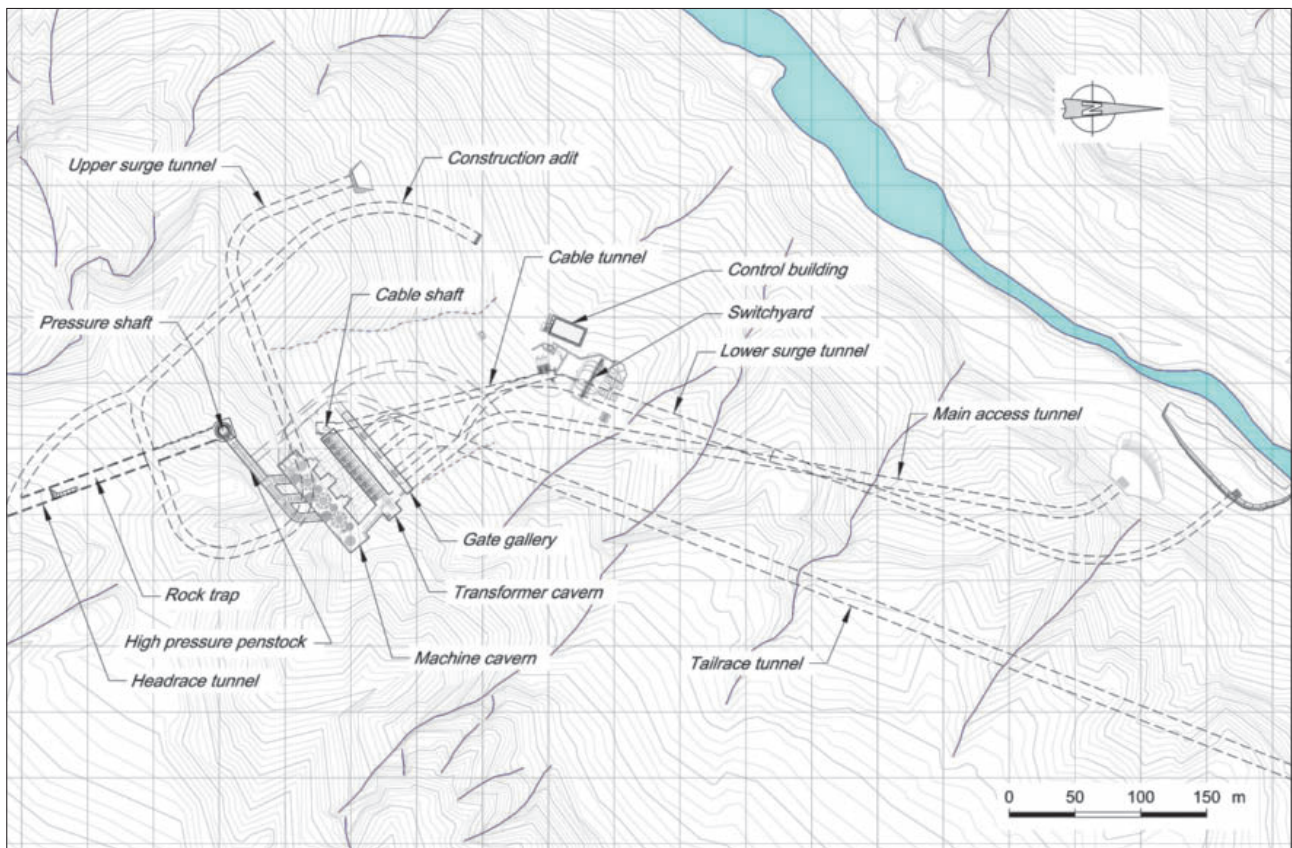 N
Upper surge tunnel
Construction adit
Cable tunnel
Control building
Cable shaft
Switchyard
Pressure shaft
Lower surge tunnel
Main access tunnel
Gate gallery
Rock trap
Transformer cavern
High pressure penstock
Machine cavern
Tailrace tunnel
Headrace tunnel
0 50 100 150 m